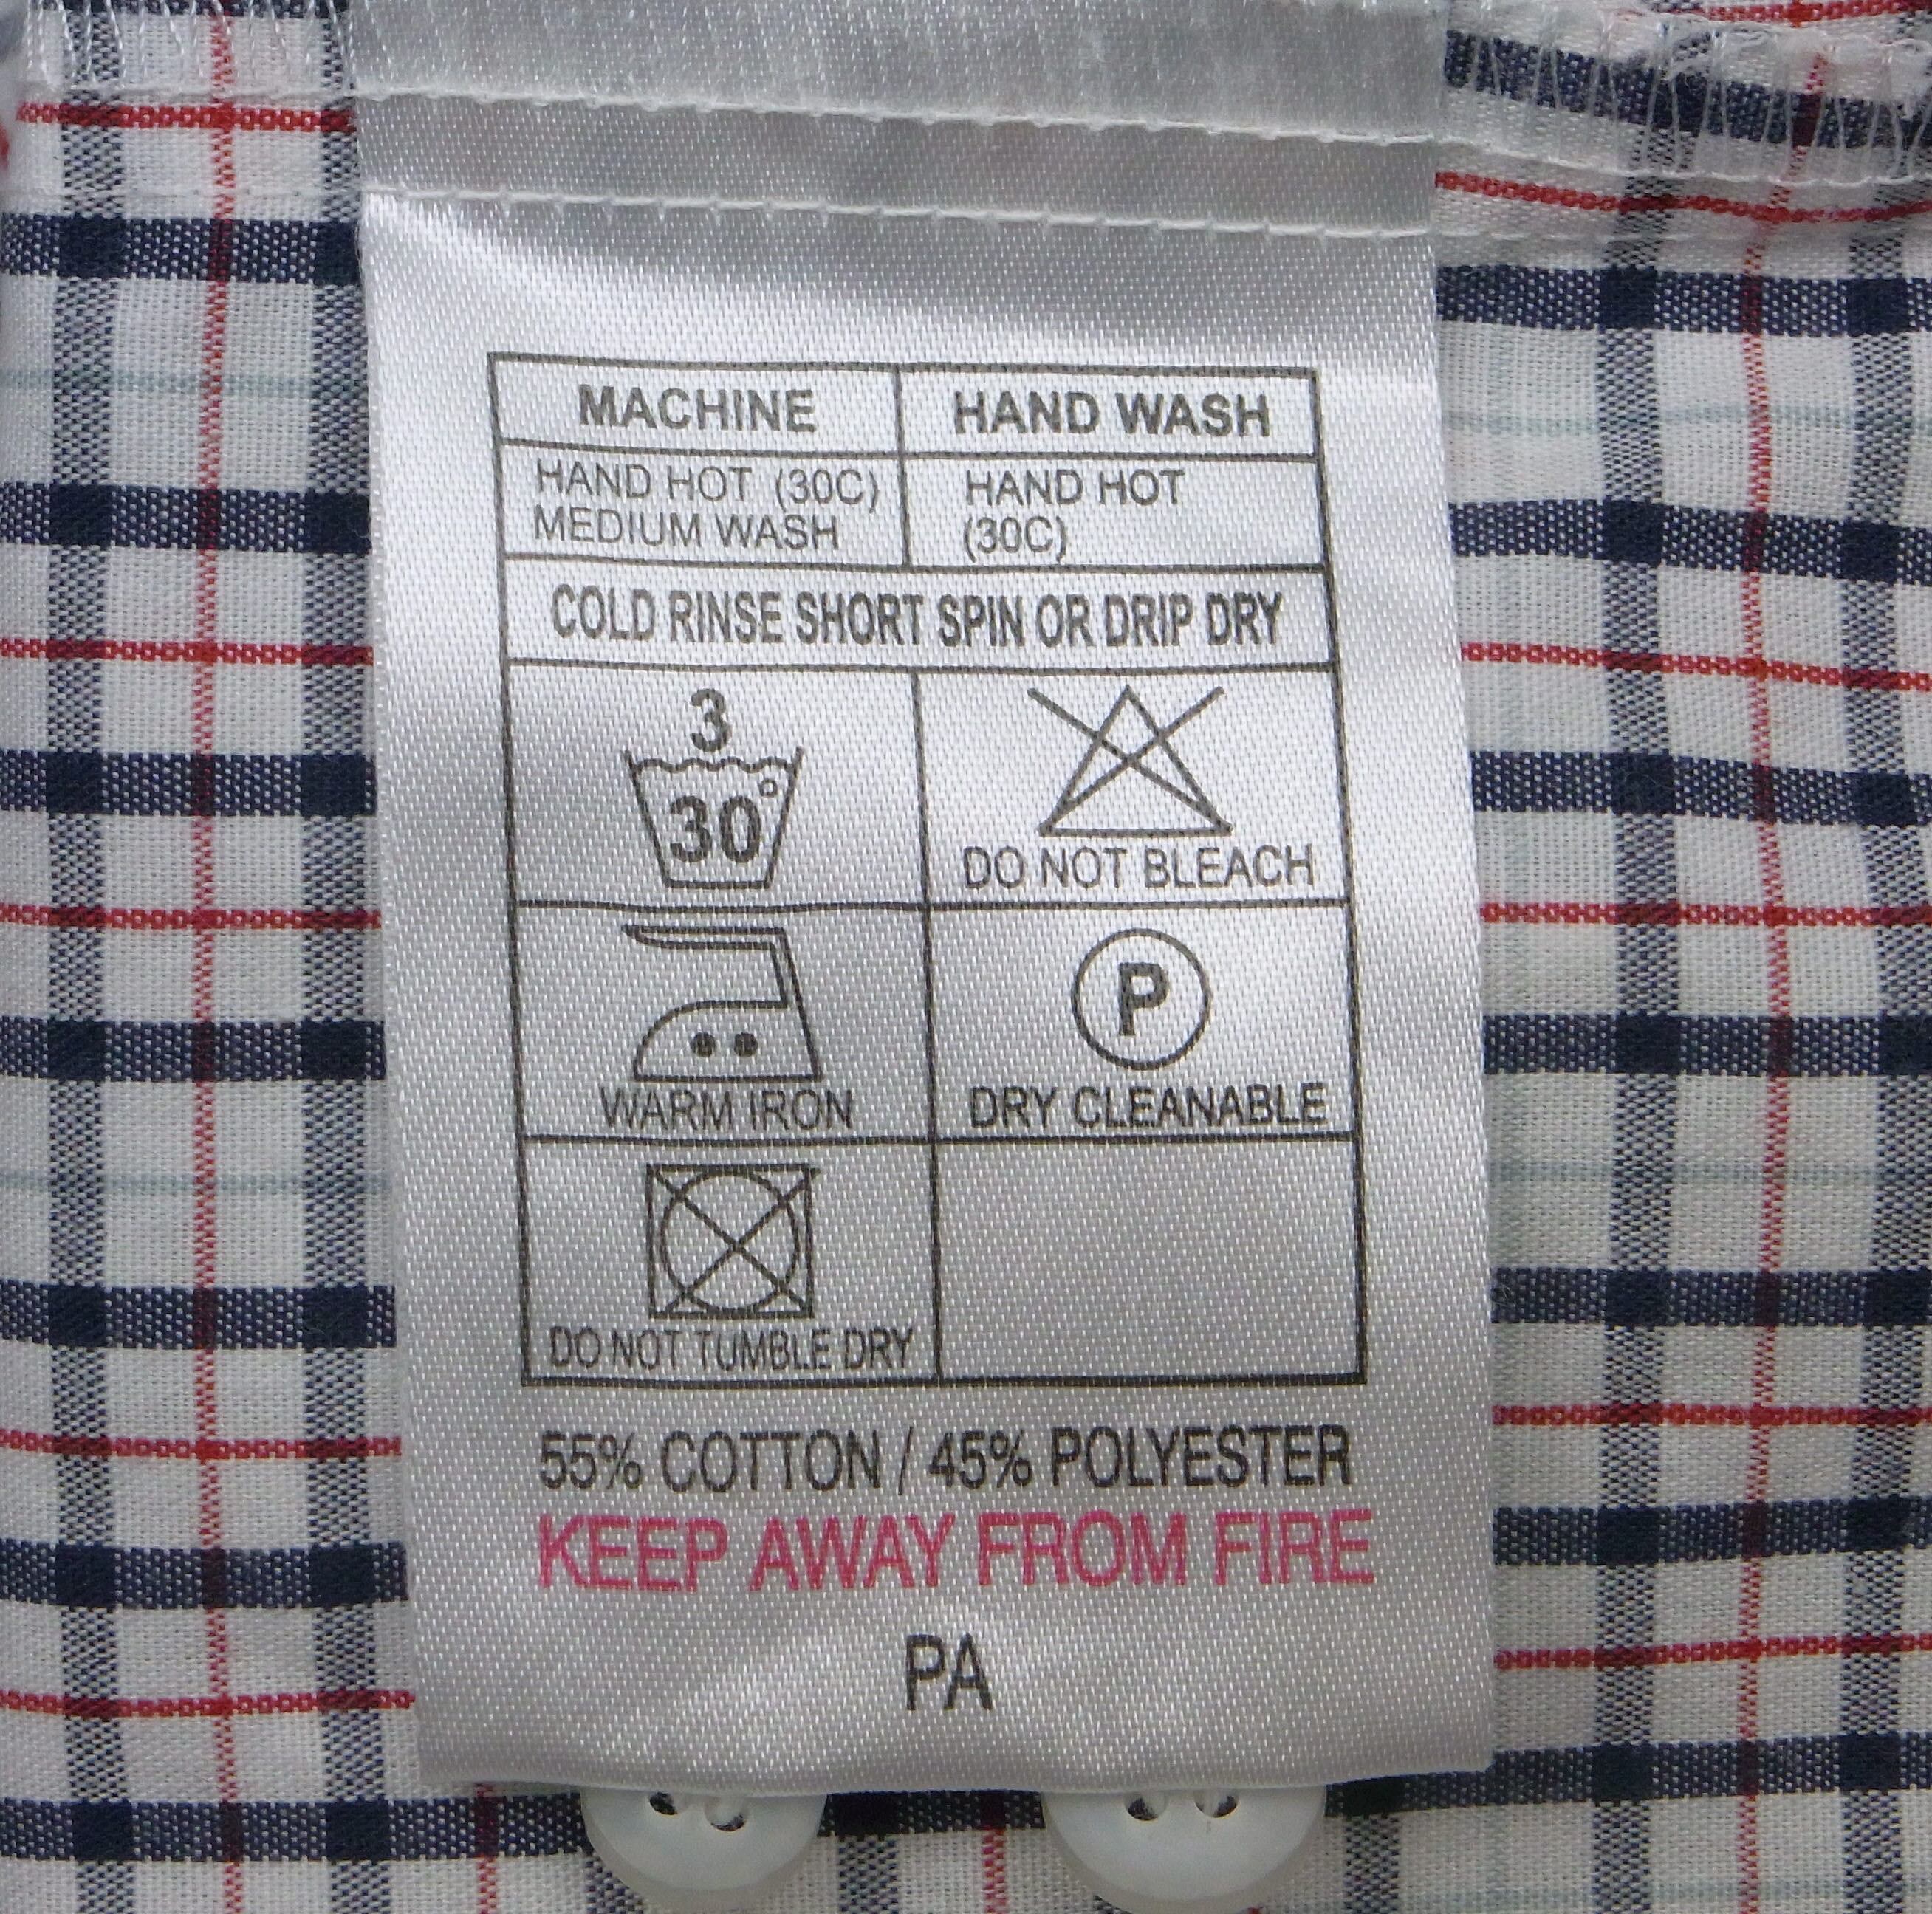 MACHINE
HAND WASH
HAND HOT (30C)
MEDIUM WASH
HAND HOT
(30C)
COLD RINSE SHORT SPIN OR DRIP DRY
3
30°
DO NOT BLEACH
WARM IRON
P
DRY CLEANABLE
DO NOT TUMBLE DRY
55% COTTON / 45% POLYESTER
KEEP AWAY FROM FIRE
PA